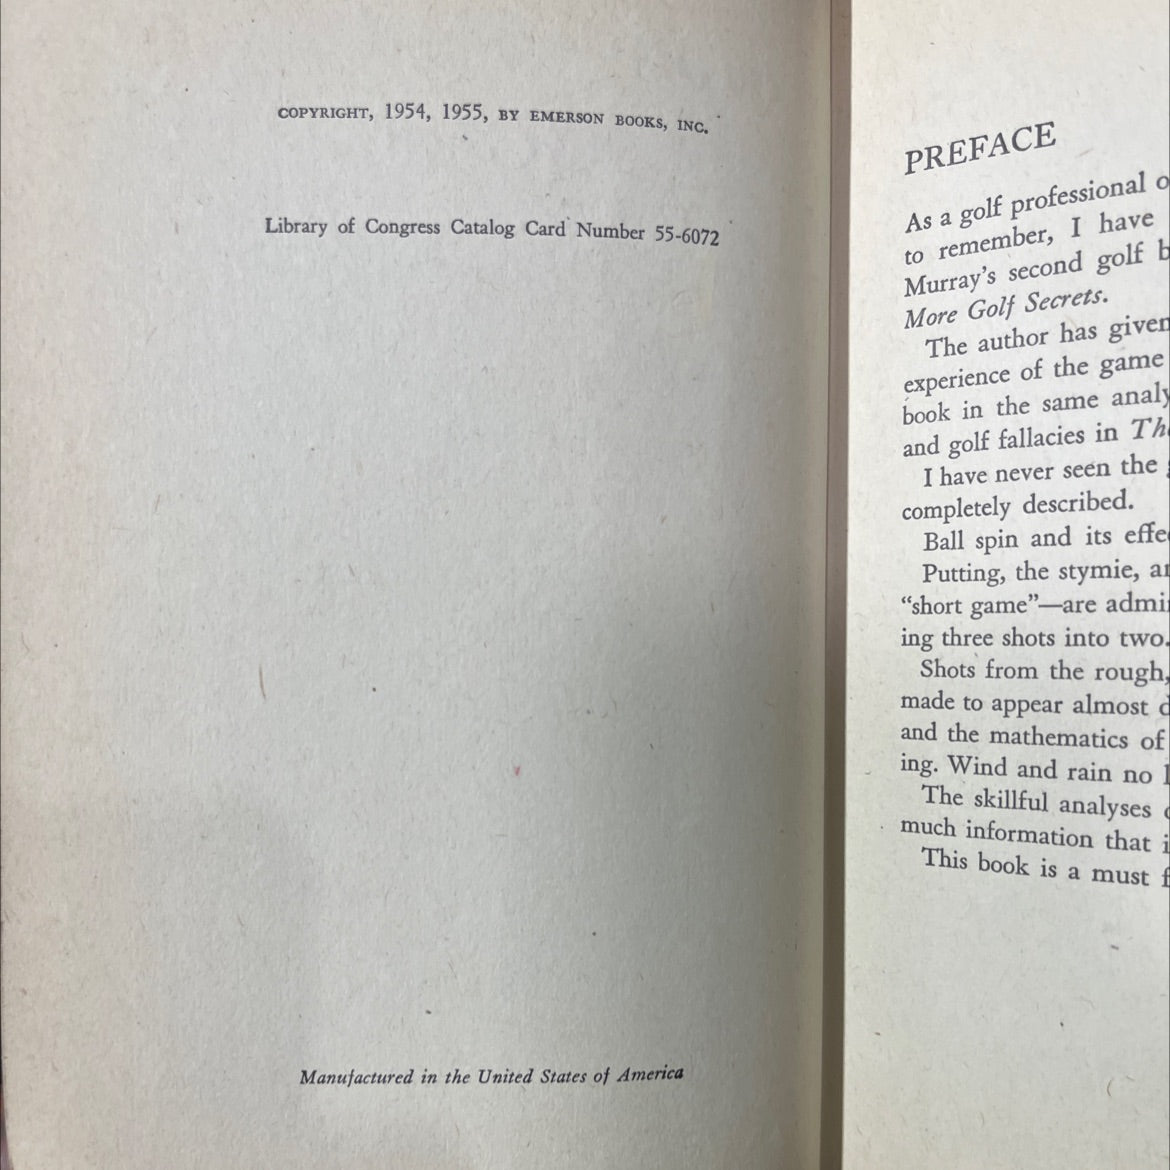 COPYRIGHT, 1954, 1955, BY EMERSON BOOKS, INC.
Library of Congress Catalog Card Number 55-6072
Manufactured in the United States of America
PREFACE
As a golf professional
to remember, I have
Murray's second golf
More Golf Secrets.
The author has given
experience of the game
book in the same
and golf fallacies in
I have never seen the
completely described.
Ball spin and its
Putting, the stymie,
“short game”—are
ing three shots into two.
Shots from the rough,
made to appear almost
and the mathematics of
ing. Wind and rain no
The skillful analyses
much information that
This book is a must